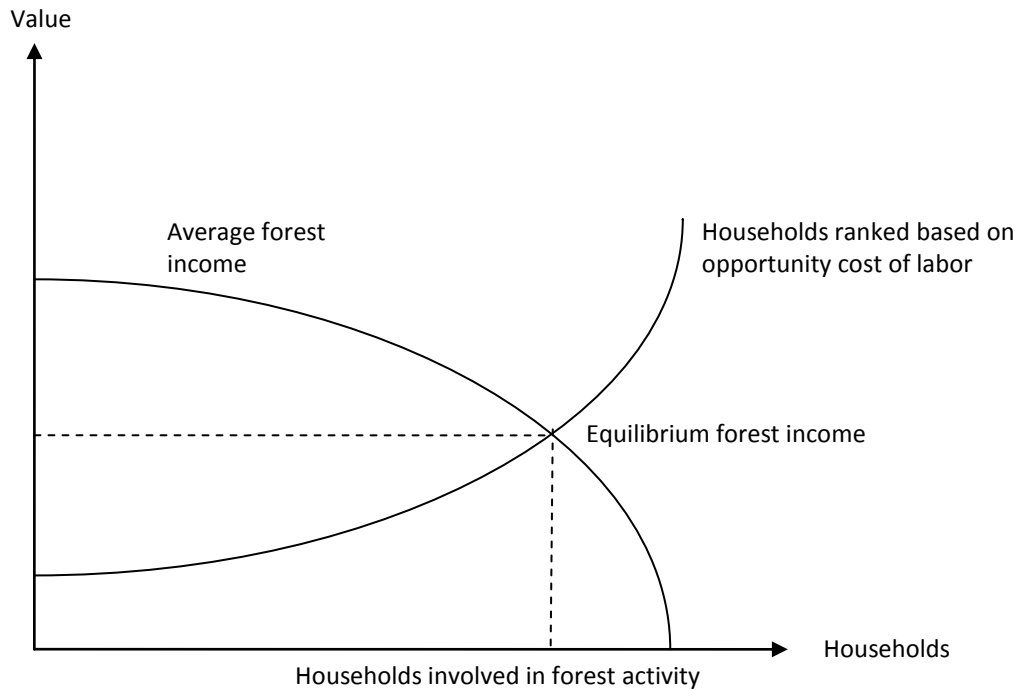 Value
Average forest
income
Households ranked based on
opportunity cost of labor
Equilibrium forest income
Households
Households involved in forest activity